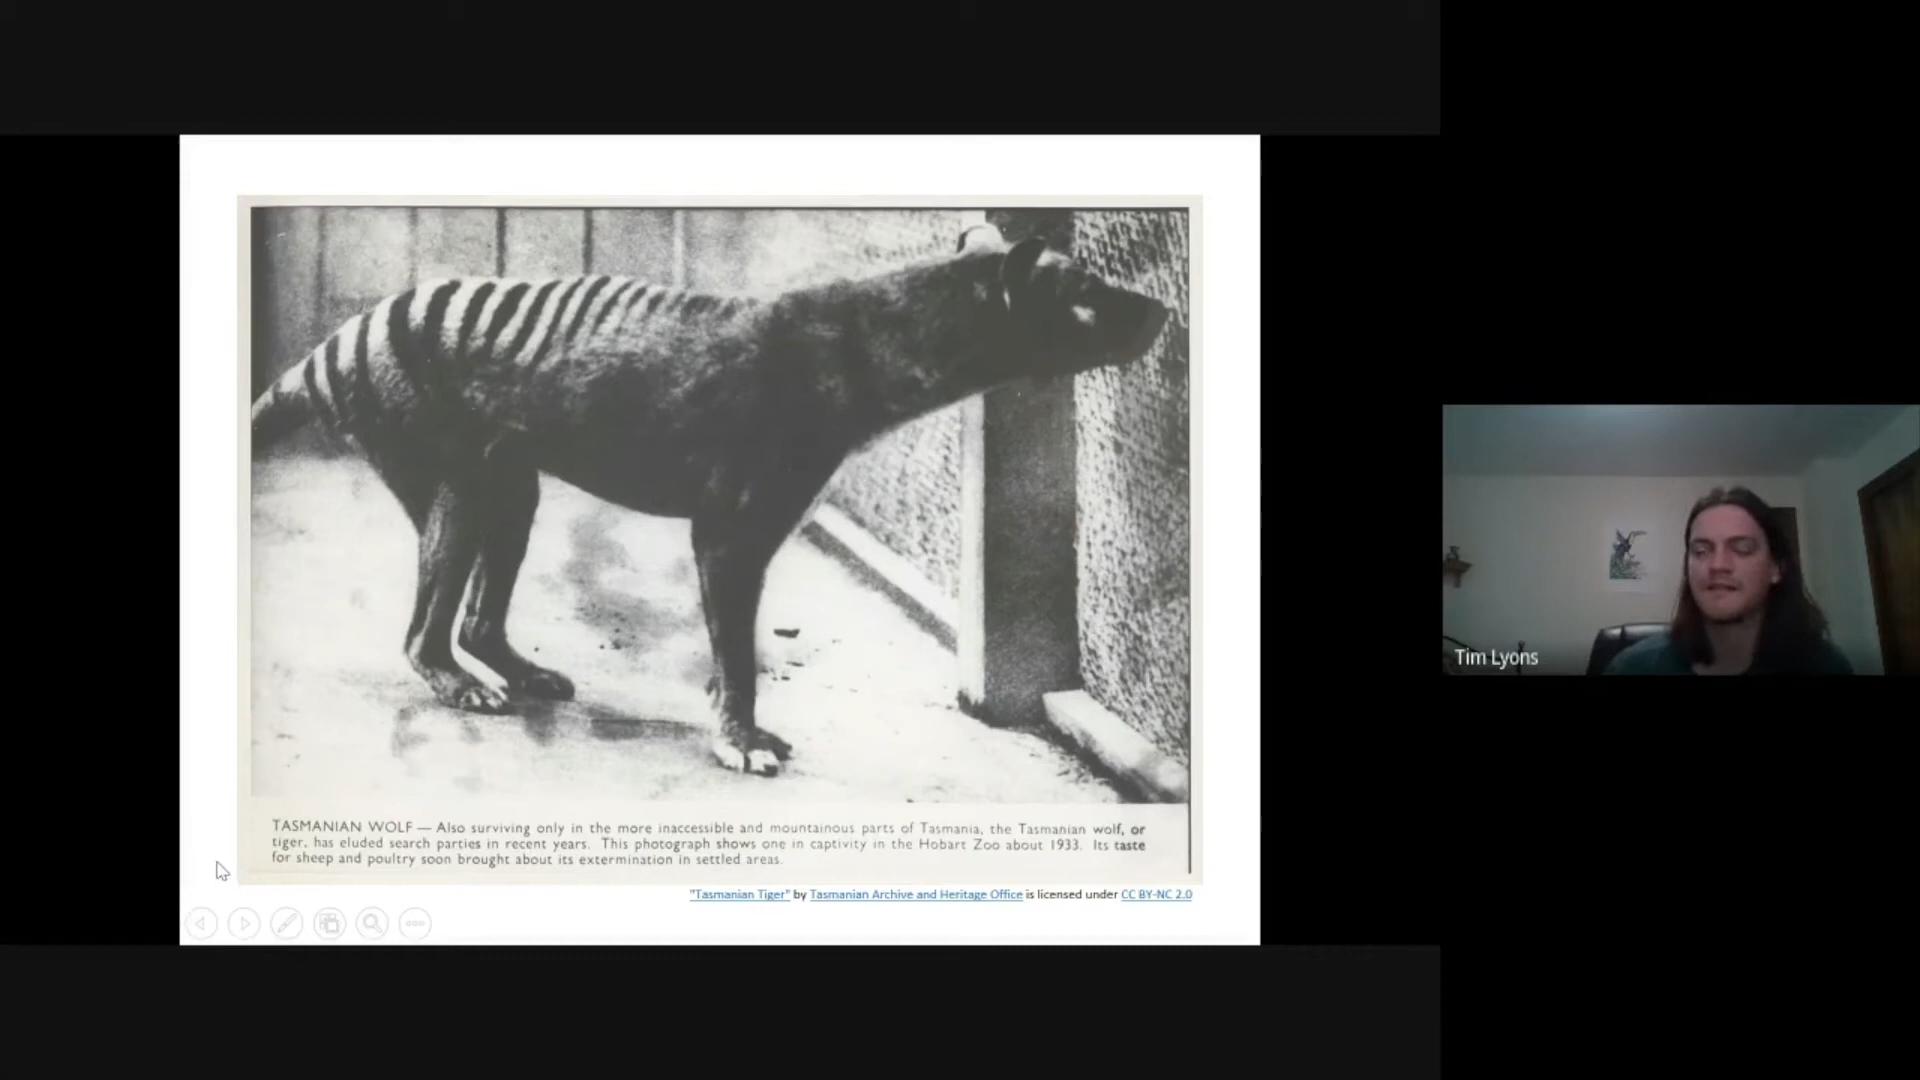 TASMANIAN WOLF — Also surviving only in the more inaccessible and mountainous parts of Tasmania, the Tasmanian wolf, or
tiger, has eluded search parties in recent years. This photograph shows one in captivity in the Hobart Zoo about 1933. Its taste
for sheep and poultry soon brought about its extermination in settled areas.
"Tasmanian Tiger" by Tasmanian Archive and Heritage Office is licensed under CC BY-NC 2.0
Tim Lyons